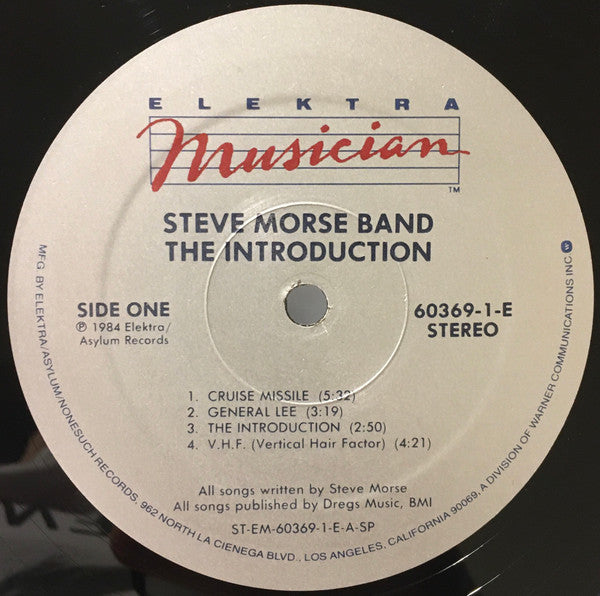 ELEKTRA
Musician
TM
STEVE MORSE BAND
THE INTRODUCTION
SIDE ONE
℗ 1984 Elektra/
Asylum Records
60369-1-E
STEREO
1. CRUISE MISSILE (5:32)
2. GENERAL LEE (3:19)
3. THE INTRODUCTION (2:50)
4. V.H.F. (Vertical Hair Factor) (4:21)
All songs written by Steve Morse
All songs published by Dregs Music, BMI
ST-EM-60369-1-E-A-SP
MFG. BY ELEKTRA/ASYLUM/NONESUCH RECORDS, 962 NORTH LA CIENEGA BLVD., LOS ANGELES, CALIFORNIA 90069, A DIVISION OF WARNER COMMUNICATIONS INC.